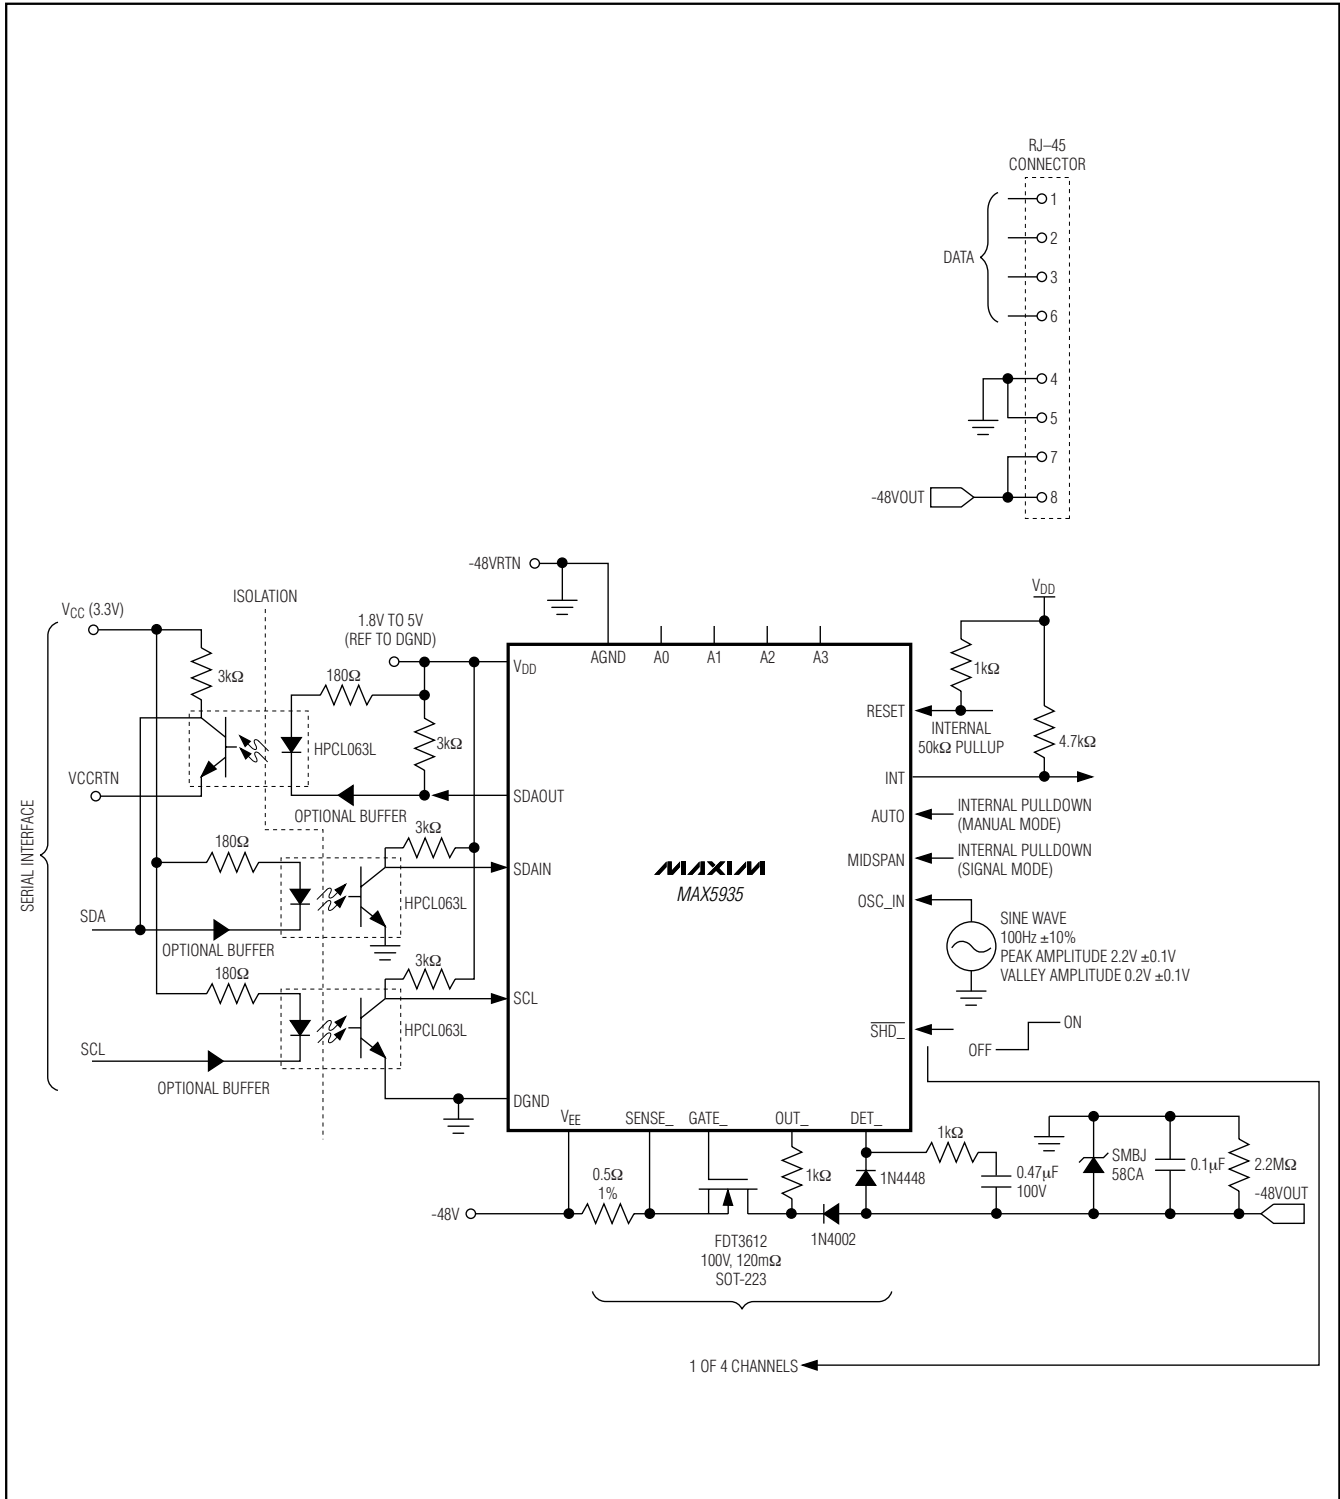 RJ–45
CONNECTOR
1
2
DATA
3
6
4
5
7
-48VOUT
8
-48VRTN
ISOLATION
VCC (3.3V)
1.8V TO 5V
(REF TO DGND)
VDD
AGND
A0
A1
A2
A3
VDD
3kΩ
180Ω
1kΩ
RESET
HPCL063L
3kΩ
INTERNAL
50kΩ PULLUP
4.7kΩ
VCCRTN
INT
SDAOUT
OPTIONAL BUFFER
AUTO
INTERNAL PULLDOWN
(MANUAL MODE)
SERIAL INTERFACE
180Ω
3kΩ
SDAIN
MAXIM
MAX5935
MIDSPAN
INTERNAL PULLDOWN
(SIGNAL MODE)
HPCL063L
OSC_IN
SDA
OPTIONAL BUFFER
SINE WAVE
100Hz ±10%
PEAK AMPLITUDE 2.2V ±0.1V
VALLEY AMPLITUDE 0.2V ±0.1V
180Ω
3kΩ
SCL
HPCL063L
SHD_
ON
OFF
SCL
OPTIONAL BUFFER
DGND
VEE
SENSE_
GATE_
OUT_
DET_
1kΩ
0.5Ω
1%
1kΩ
1N4448
0.47µF
100V
SMBJ
58CA
0.1µF
2.2MΩ
-48VOUT
-48V
FDT3612
100V, 120mΩ
SOT-223
1N4002
1 OF 4 CHANNELS